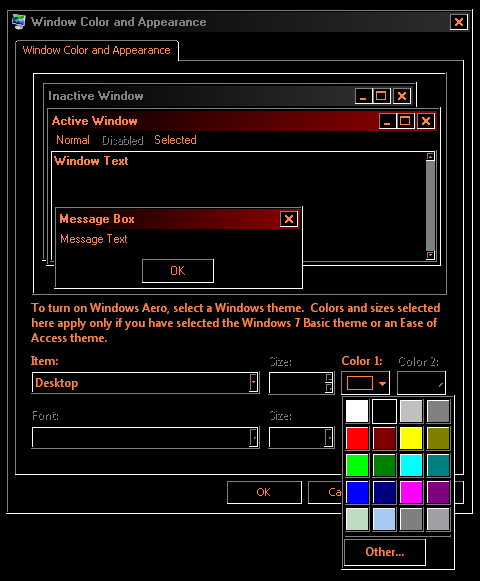 Window Color and Appearance
Window Color and Appearance
Inactive Window
Active Window
Normal Disabled Selected
Window Text
Message Box
Message Text
OK
To turn on Windows Aero, select a Windows theme. Colors and sizes selected
here apply only if you have selected the Windows 7 Basic theme or an Ease of
Access theme.
Item: Size: Color 1: Color 2:
Desktop
Font: Size:
OK Ca
Other...